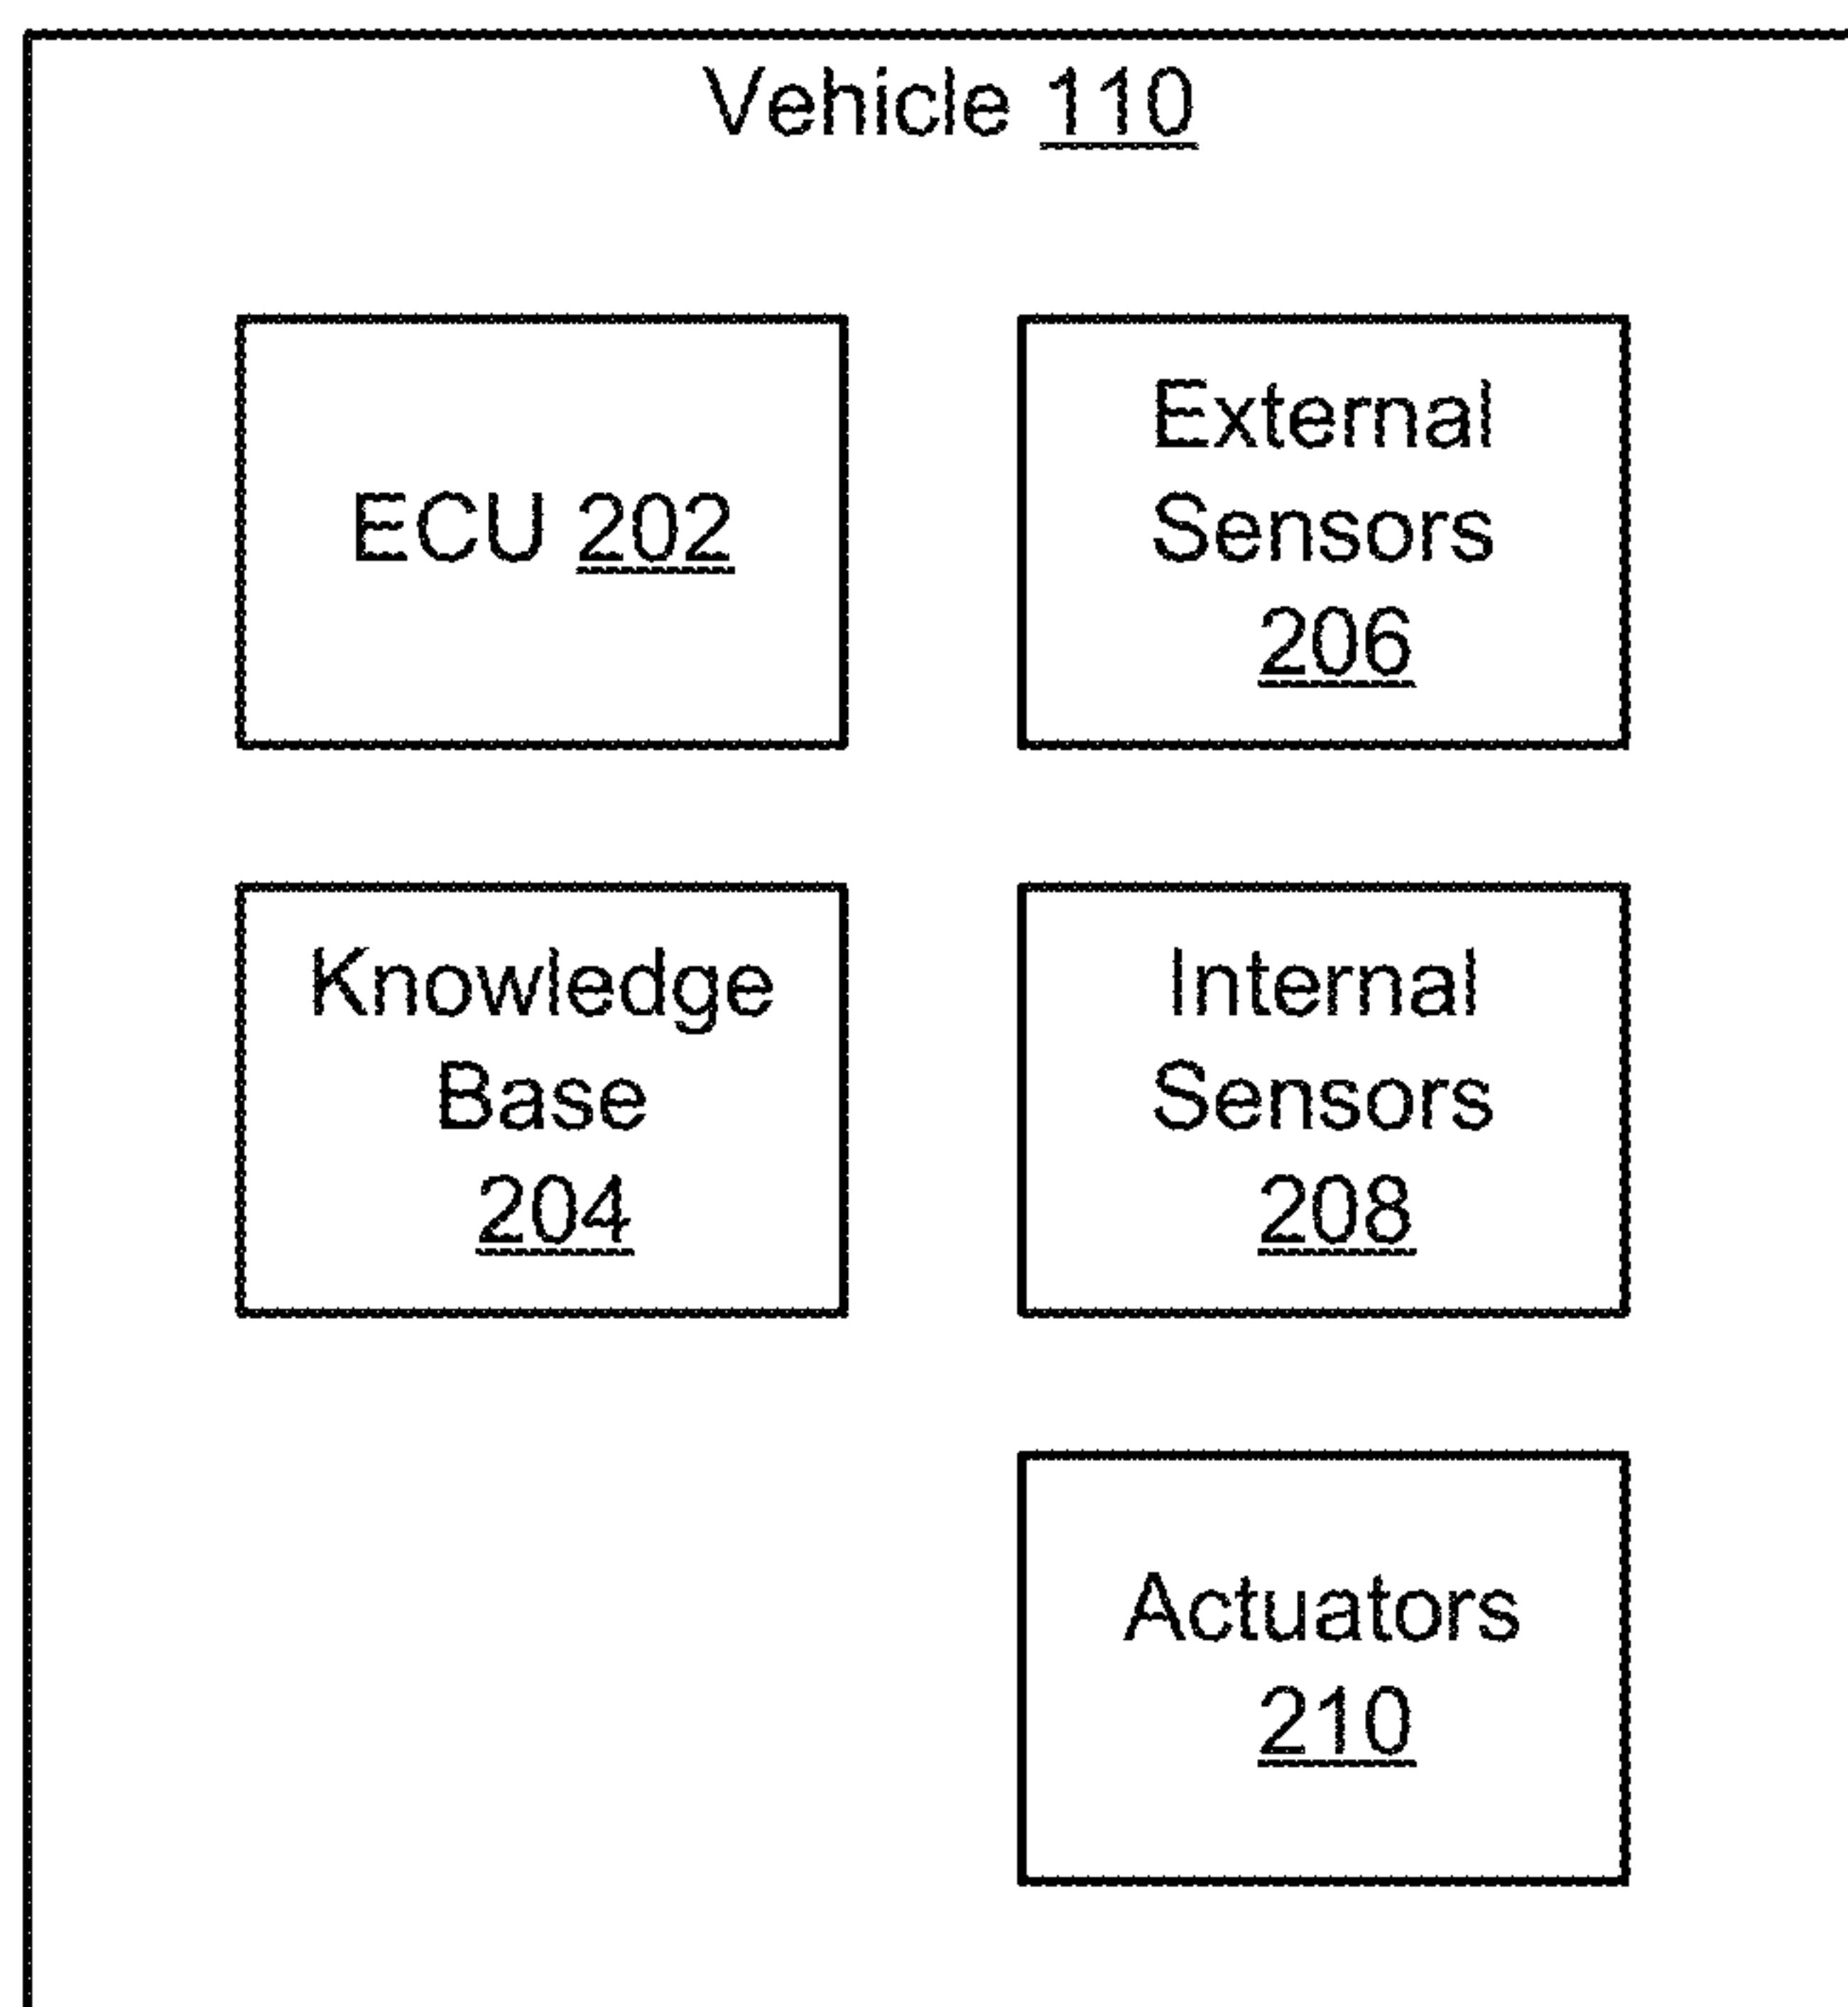 Vehicle 110
ECU 202
External
Sensors
206
Knowledge
Base
204
Internal
Sensors
208
Actuators
210